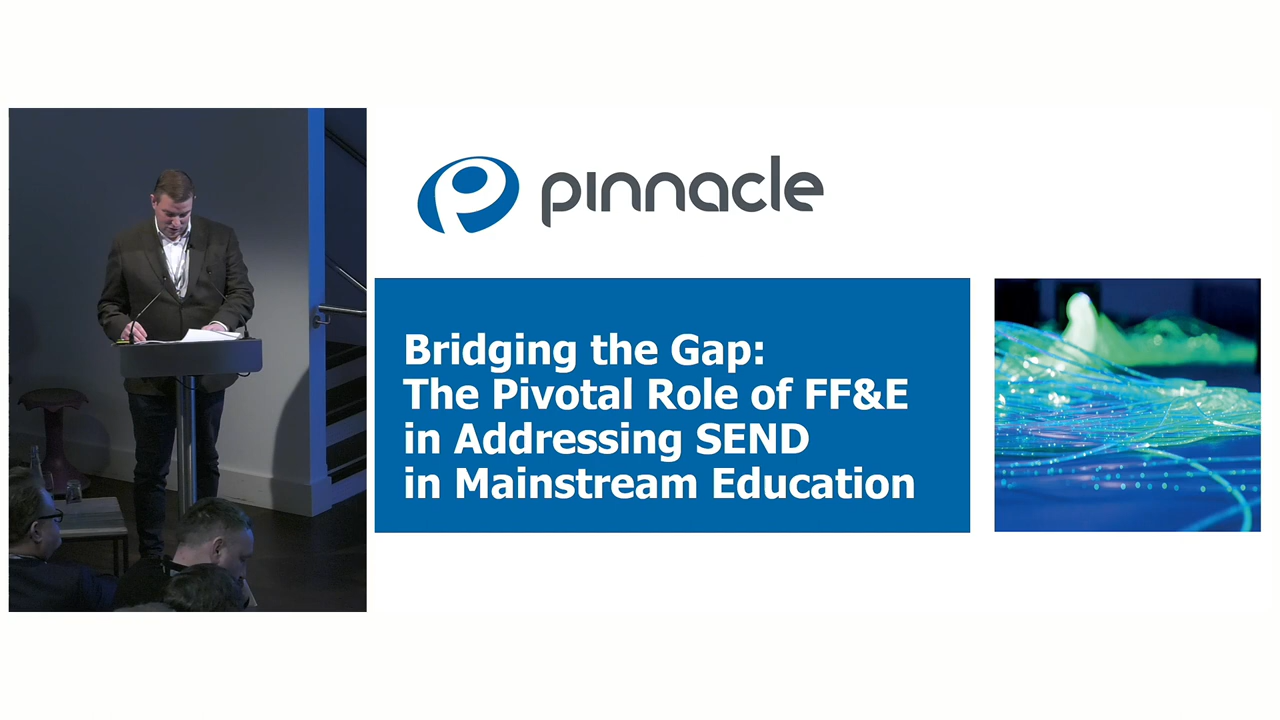 pinnacle
Bridging the Gap:
The Pivotal Role of FF&E
in Addressing SEND
in Mainstream Education